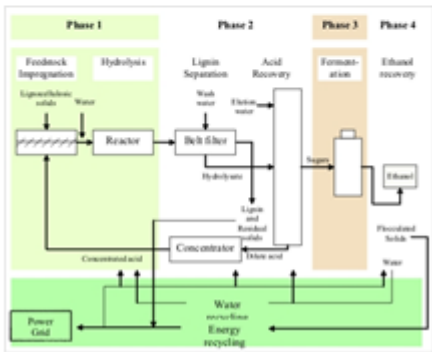 Phase 1
Phase 2
Phase 3
Phase 4
Feedstock
Impregnation
Hydrolysis
Lignin
Separation
Acid
Recovery
Ferment-
ation
Ethanol
recovery
Lignocellulosic
solids
Water
Wash
water
Elution
water
Reactor
Belt filter
Hydrolysate
Sugars
Ethanol
Lignin
and
Residual
solids
Flocculated
Solids
Concentrator
Concentrated acid
Dilute acid
Water
Water
Energy
recycling
Power
Grid